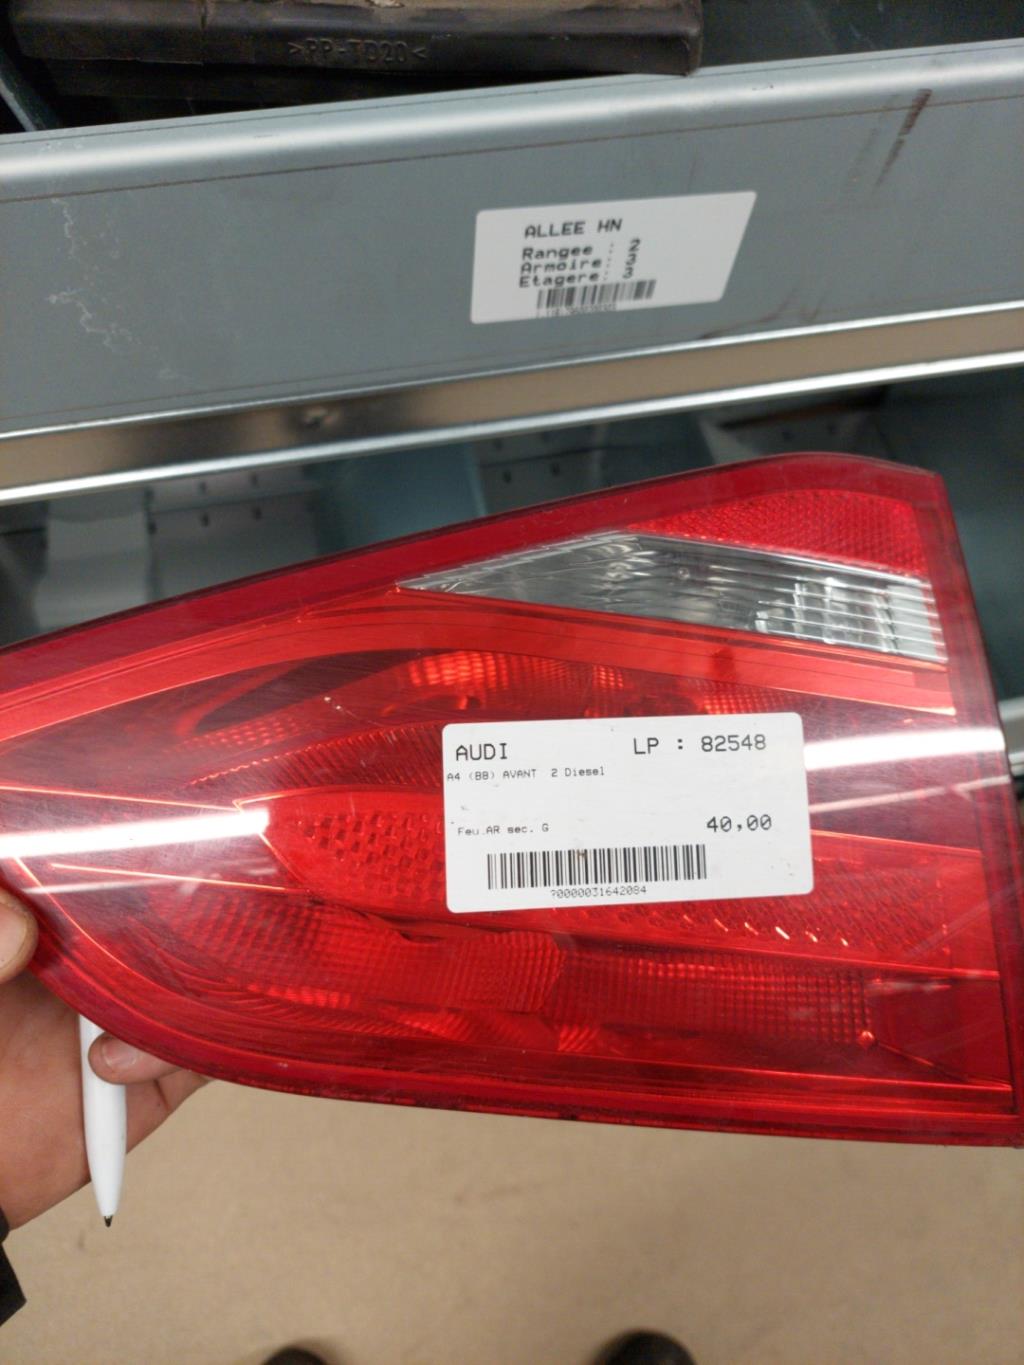 >PP-TD20<
ALLEE HN
Rangee : 2
Armoire: 3
Etagere: 3
AUDI LP : 82548
A4 (B8) AVANT 2 Diesel
Feu.AR sec. G 40,00
?0000031642084